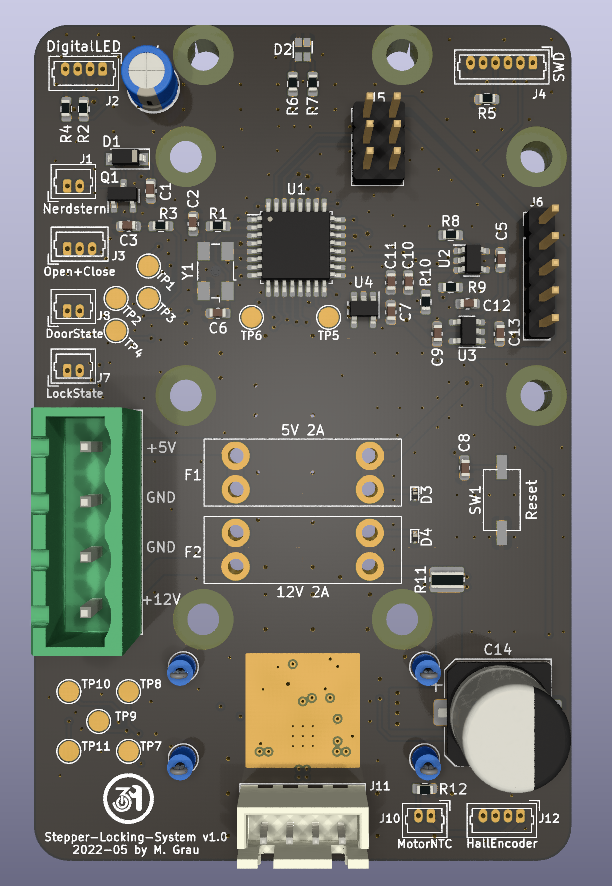 DigitalLED
J2
D2
SWD
J4
R4
R2
R6
R7
R5
J5
D1
J1
Q1
C1
Nerdstern
C3
R3
C2
R1
U1
J6
J3
Open+Close
TP1
TP2
TP3
TP4
Y1
C6
TP6
TP5
U4
C11
C10
C7
R10
R8
U2
C5
R9
C12
C9
U3
C13
J9
DoorState
J7
LockState
+5V
GND
GND
+12V
5V 2A
F1
F2
12V 2A
D3
D4
C8
SW1
Reset
R11
C14
+
TP10
TP8
TP9
TP11
TP7
J11
R12
J10
MotorNTC
J12
HallEncoder
Stepper-Locking-System v1.0
2022-05 by M. Grau